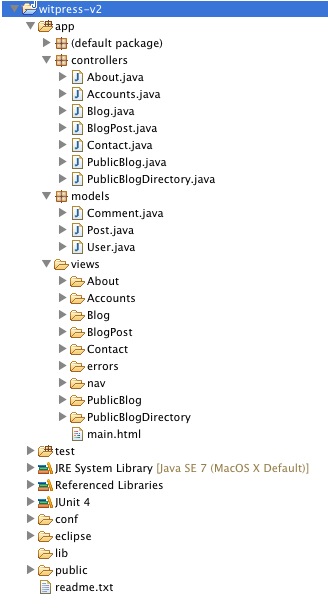 witpress-v2
app
(default package)
controllers
About.java
Accounts.java
Blog.java
BlogPost.java
Contact.java
PublicBlog.java
PublicBlogDirectory.java
models
Comment.java
Post.java
User.java
views
About
Accounts
Blog
BlogPost
Contact
errors
nav
PublicBlog
PublicBlogDirectory
main.html
test
JRE System Library [Java SE 7 (MacOS X Default)]
Referenced Libraries
JUnit 4
conf
eclipse
lib
public
readme.txt